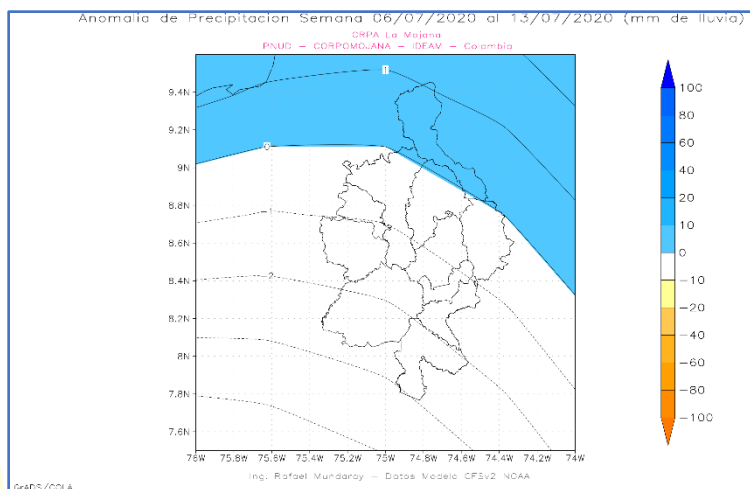 Anomalia de Precipitacion Semana 06/07/2020 al 13/07/2020 (mm de lluvia)
CRPA La Mojana
PNUD – CORPOMOJANA – IDEAM – Colombia
9.4N
9.2N
9N
8.8N
8.6N
8.4N
8.2N
8N
7.8N
7.6N
1
0
-1
-2
100
80
60
40
20
0
−10
−20
−40
−60
−80
−100
76W 75.8W 75.6W 75.4W 75.2W 75W 74.8W 74.6W 74.4W 74.2W 74W
Ing. Rafael Mundaray – Datos Modelo CFSv2 NOAA
GrADS/COLA